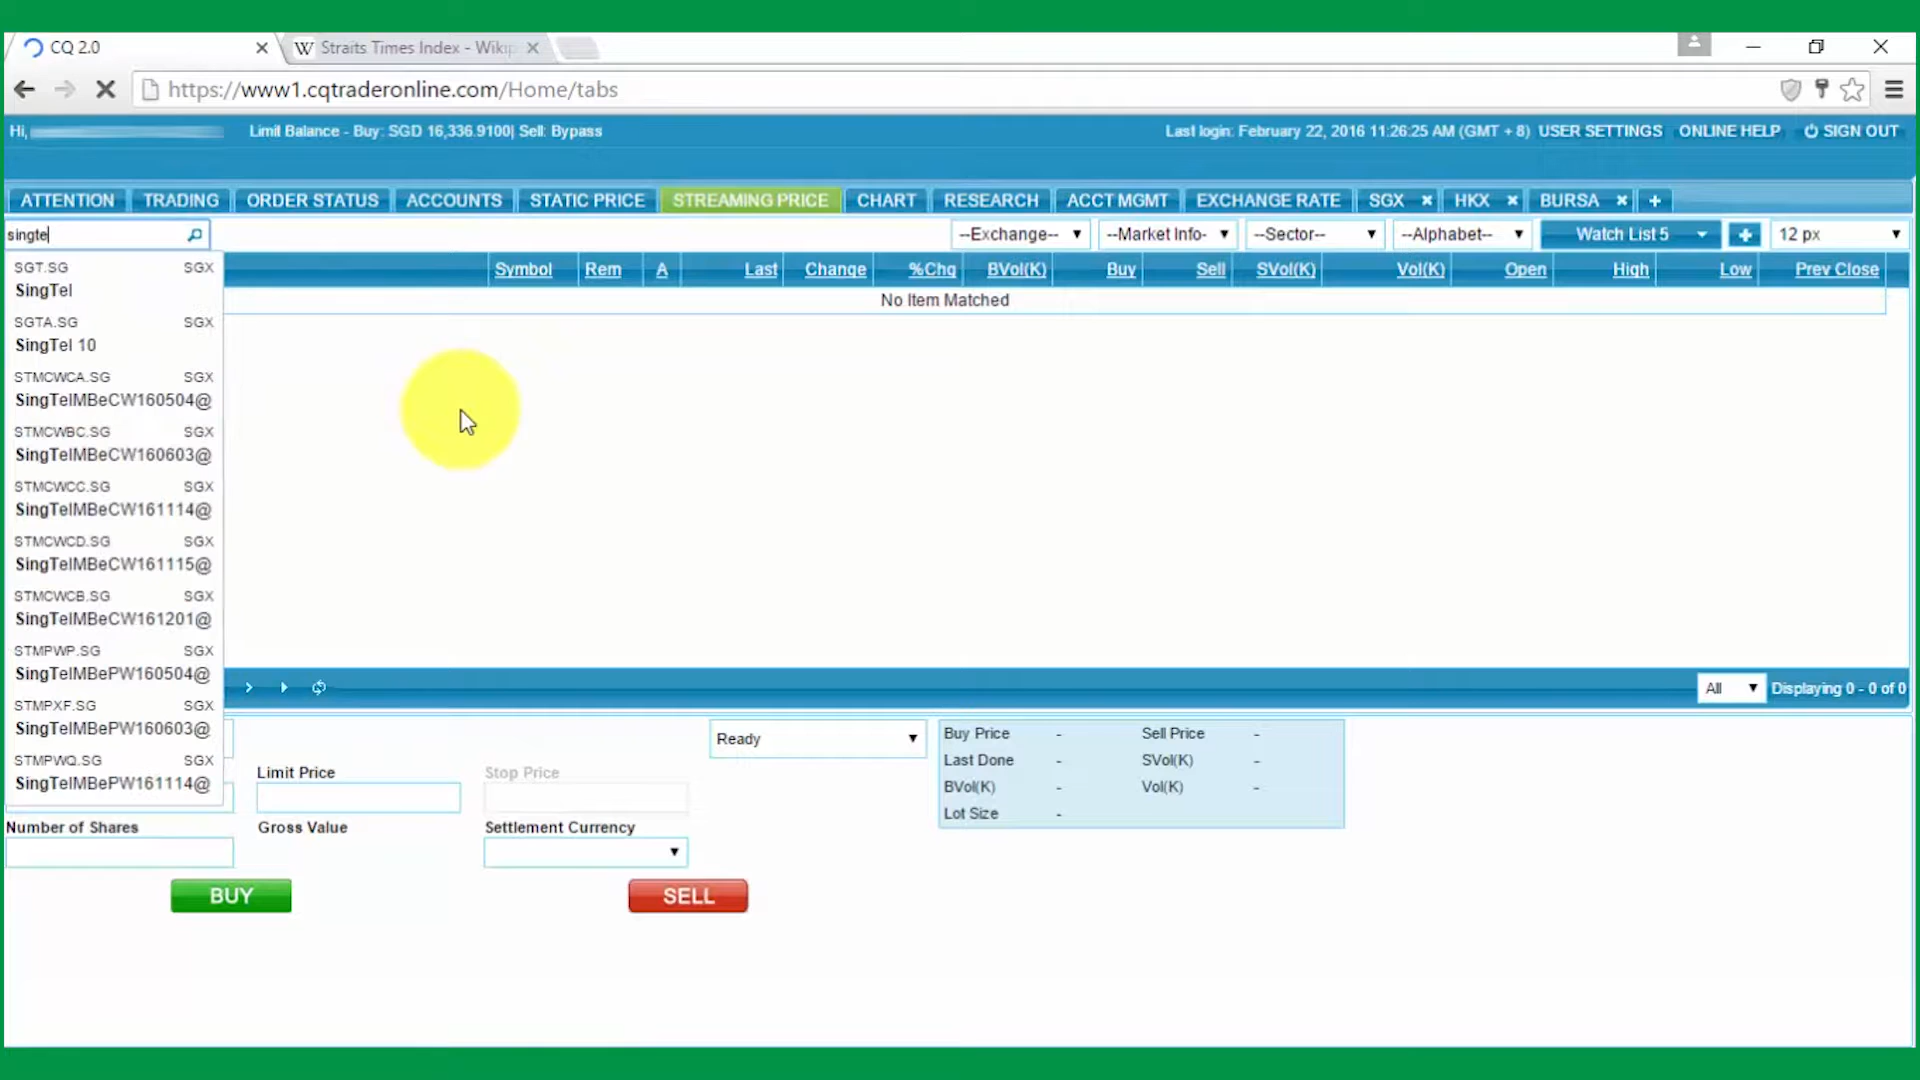 CQ 2.0
W Straits Times Index - Wikip
https://www1.cqtraderonline.com/Home/tabs
Hi, Limit Balance - Buy: SGD 16,336.9100| Sell: Bypass
Last login: February 22, 2016 11:26:25 AM (GMT + 8) USER SETTINGS ONLINE HELP SIGN OUT
ATTENTION TRADING ORDER STATUS ACCOUNTS STATIC PRICE STREAMING PRICE CHART RESEARCH ACCT MGMT EXCHANGE RATE SGX HKX BURSA +
singte --Exchange-- --Market Info- --Sector-- --Alphabet-- Watch List 5 + 12 px
Symbol Rem A Last Change %Chg BVol(K) Buy Sell SVol(K) Vol(K) Open High Low Prev Close
No Item Matched
SGT.SG SGX
SingTel
SGTA.SG SGX
SingTel 10
STMCWCA.SG SGX
SingTelMBeCW160504@
STMCWBC.SG SGX
SingTelMBeCW160603@
STMCWCC.SG SGX
SingTelMBeCW161114@
STMCWCD.SG SGX
SingTelMBeCW161115@
STMCWCB.SG SGX
SingTelMBeCW161201@
STMPWP.SG SGX
SingTelMBePW160504@
STMPXF.SG SGX
SingTelMBePW160603@
STMPWQ.SG SGX
SingTelMBePW161114@
All Displaying 0 - 0 of 0
Ready
Buy Price - Sell Price -
Last Done - SVol(K) -
BVol(K) - Vol(K) -
Lot Size -
Limit Price Stop Price
Number of Shares Gross Value Settlement Currency
BUY SELL